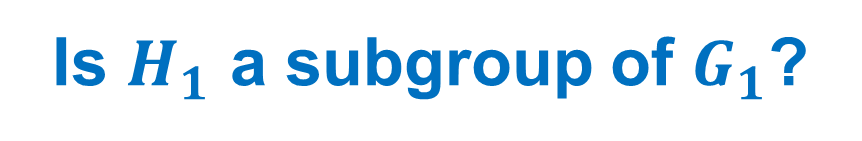 Is H₁ a subgroup of G₁?